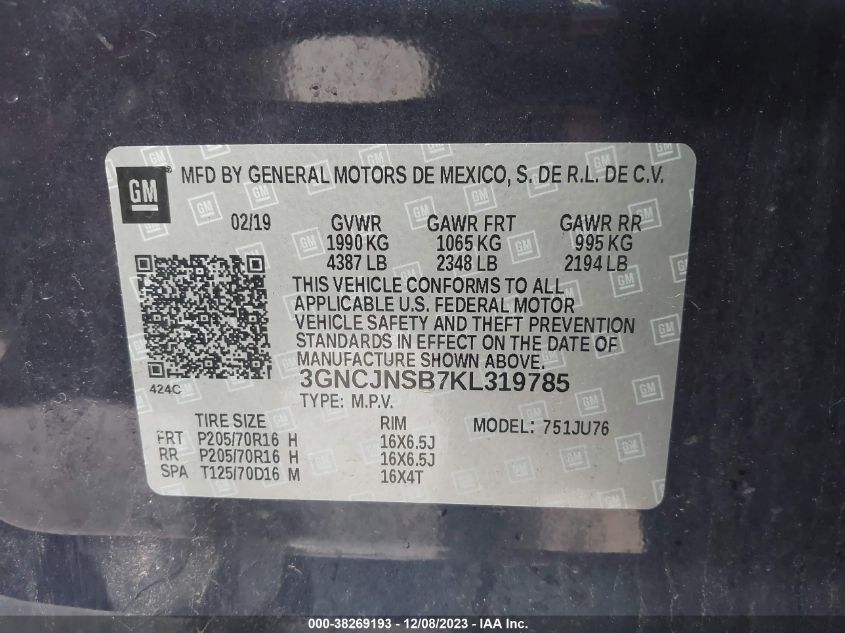 GM MFD BY GENERAL MOTORS DE MEXICO, S. DE R.L. DE C.V.
02/19 GVWR GAWR FRT GAWR RR
1990 KG 1065 KG 995 KG
4387 LB 2348 LB 2194 LB
THIS VEHICLE CONFORMS TO ALL
APPLICABLE U.S. FEDERAL MOTOR
VEHICLE SAFETY AND THEFT PREVENTION
STANDARDS IN EFFECT ON THE DATE OF
MANUFACTURE SHOWN ABOVE.
424C 3GNCJNSB7KL319785
TYPE: M.P.V.
TIRE SIZE RIM MODEL: 751JU76
FRT P205/70R16 H 16X6.5J
RR P205/70R16 H 16X6.5J
SPA T125/70D16 M 16X4T
000-38269193 - 12/08/2023 - IAA Inc.